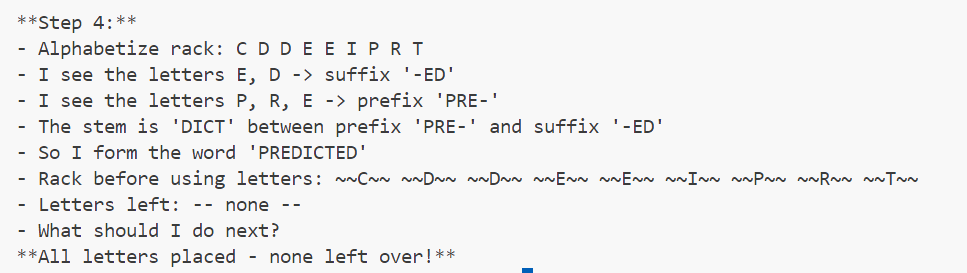 **Step 4:**
- Alphabetize rack: C D D E E I P R T
- I see the letters E, D -> suffix '-ED'
- I see the letters P, R, E -> prefix 'PRE-'
- The stem is 'DICT' between prefix 'PRE-' and suffix '-ED'
- So I form the word 'PREDICTED'
- Rack before using letters: ~~C~~ ~~D~~ ~~D~~ ~~E~~ ~~E~~ ~~I~~ ~~P~~ ~~R~~ ~~T~~
- Letters left: -- none --
- What should I do next?
**All letters placed - none left over!**